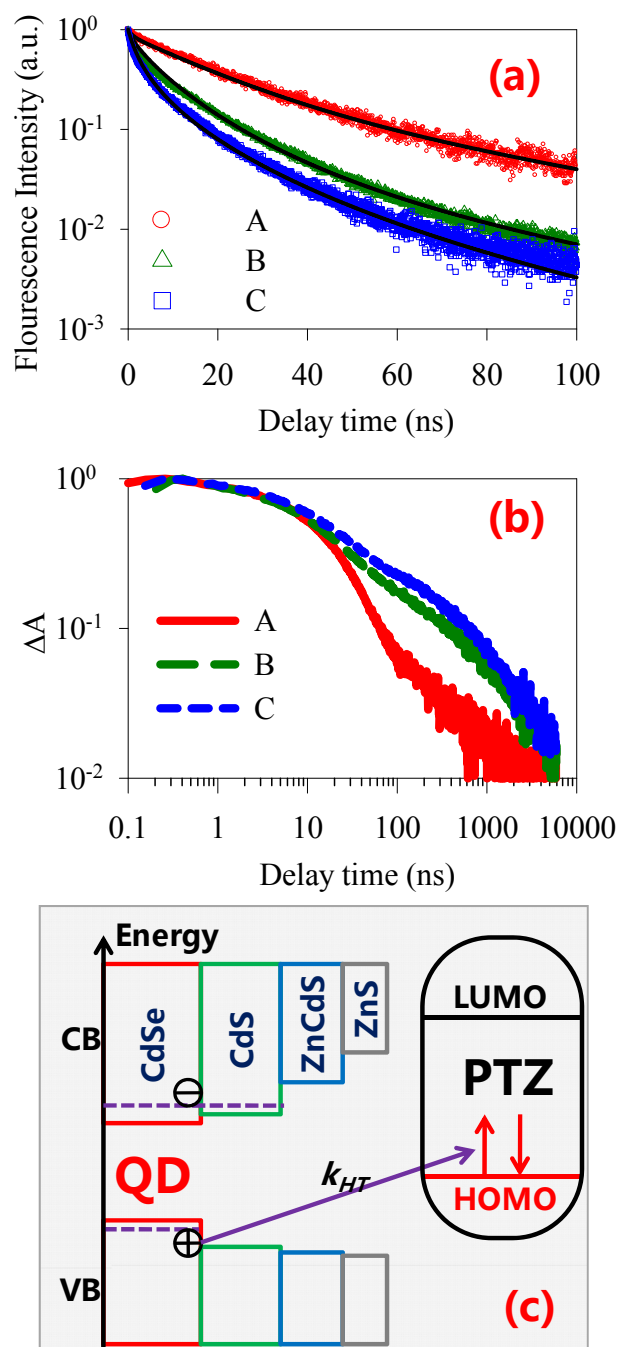 (a)
Flourescence Intensity (a.u.)
10^0
10^-1
10^-2
10^-3
A
B
C
0 20 40 60 80 100
Delay time (ns)
(b)
ΔA
10^0
10^-1
10^-2
A
B
C
0.1 1 10 100 1000 10000
Delay time (ns)
Energy
CB
CdSe
CdS
ZnCdS
ZnS
LUMO
PTZ
HOMO
QD
k_HT
VB
(c)